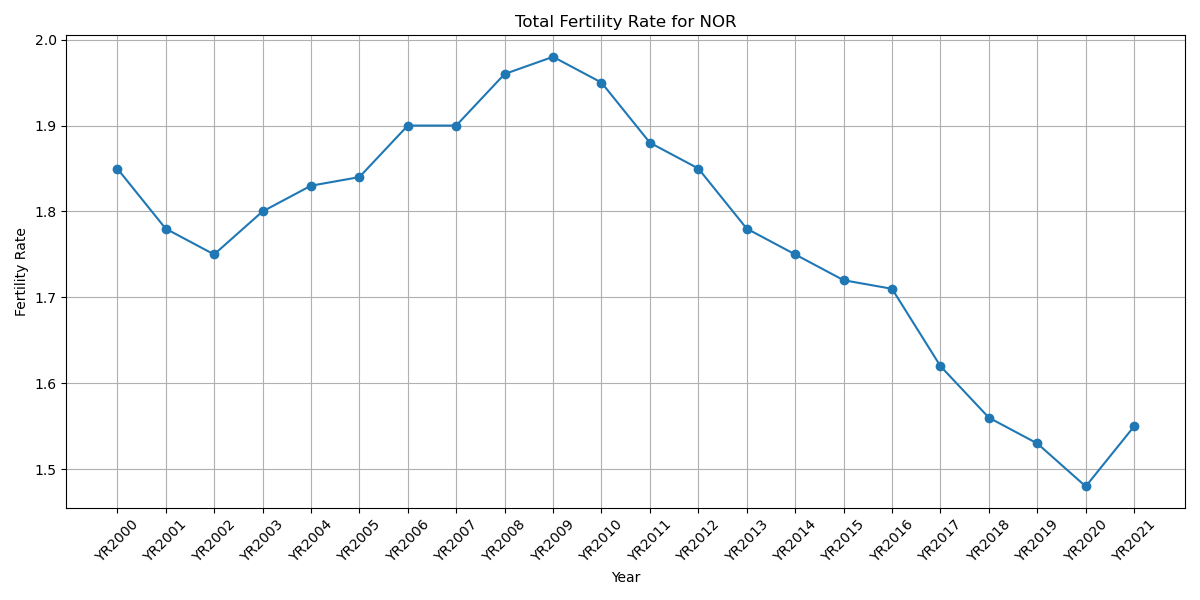 Total Fertility Rate for NOR
2.0
1.9
1.8
1.7
1.6
1.5
Fertility Rate
YR2000
YR2001
YR2002
YR2003
YR2004
YR2005
YR2006
YR2007
YR2008
YR2009
YR2010
YR2011
YR2012
YR2013
YR2014
YR2015
YR2016
YR2017
YR2018
YR2019
YR2020
YR2021
Year